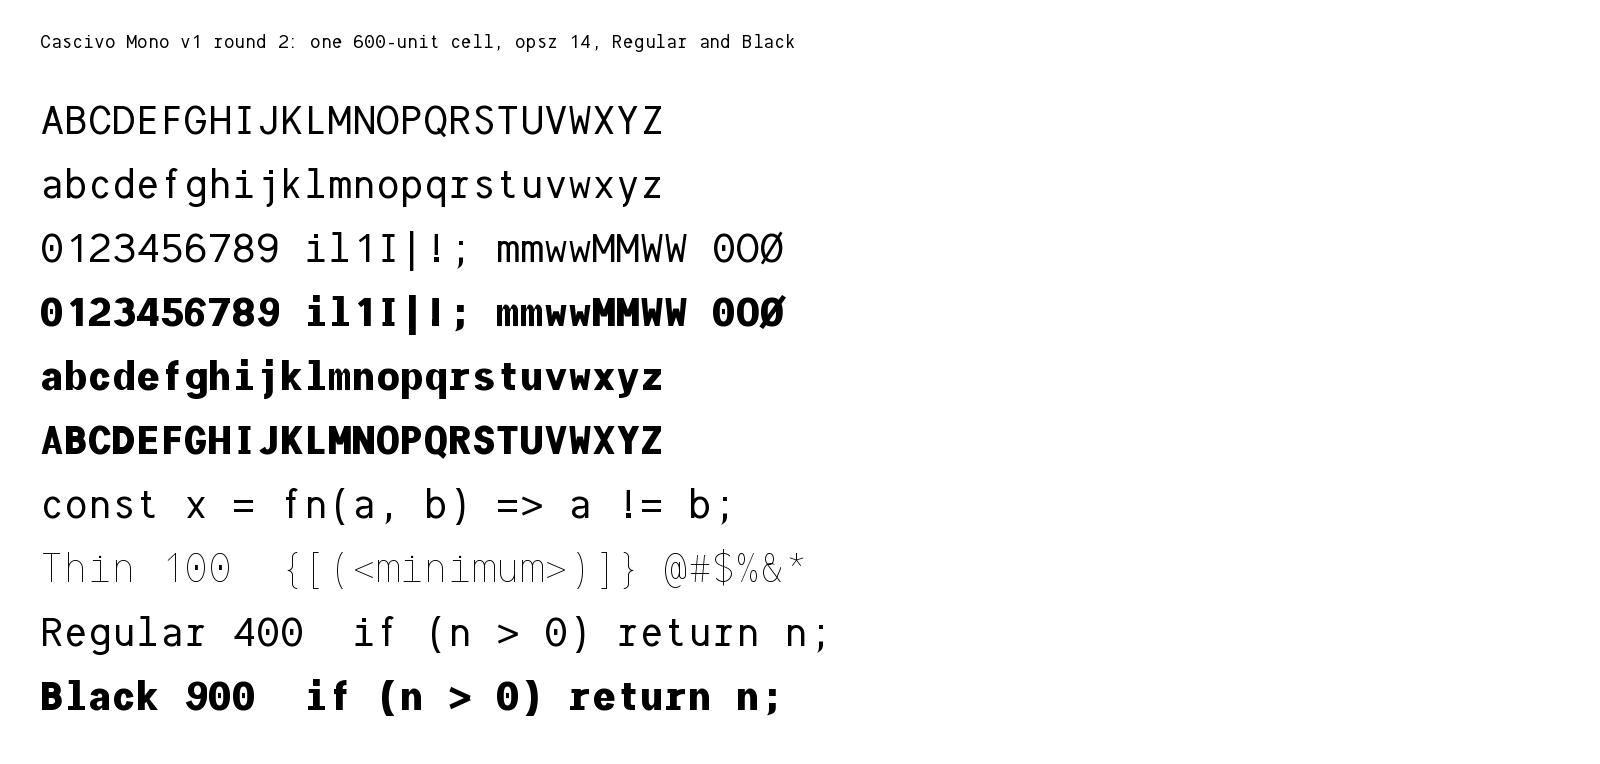 Cascivo Mono v1 round 2: one 600-unit cell, opsz 14, Regular and Black
ABCDEFGHIJKLMNOPQRSTUVWXYZ
abcdefghijklmnopqrstuvwxyz
0123456789 il1I|!; mmwwMMWW 0OØ
0123456789 il1I|!; mmwwMMWW 0OØ
abcdefghijklmnopqrstuvwxyz
ABCDEFGHIJKLMNOPQRSTUVWXYZ
const x = fn(a, b) => a != b;
Thin 100  {[(<minimum>)]} @#$%&*
Regular 400  if (n > 0) return n;
Black 900  if (n > 0) return n;